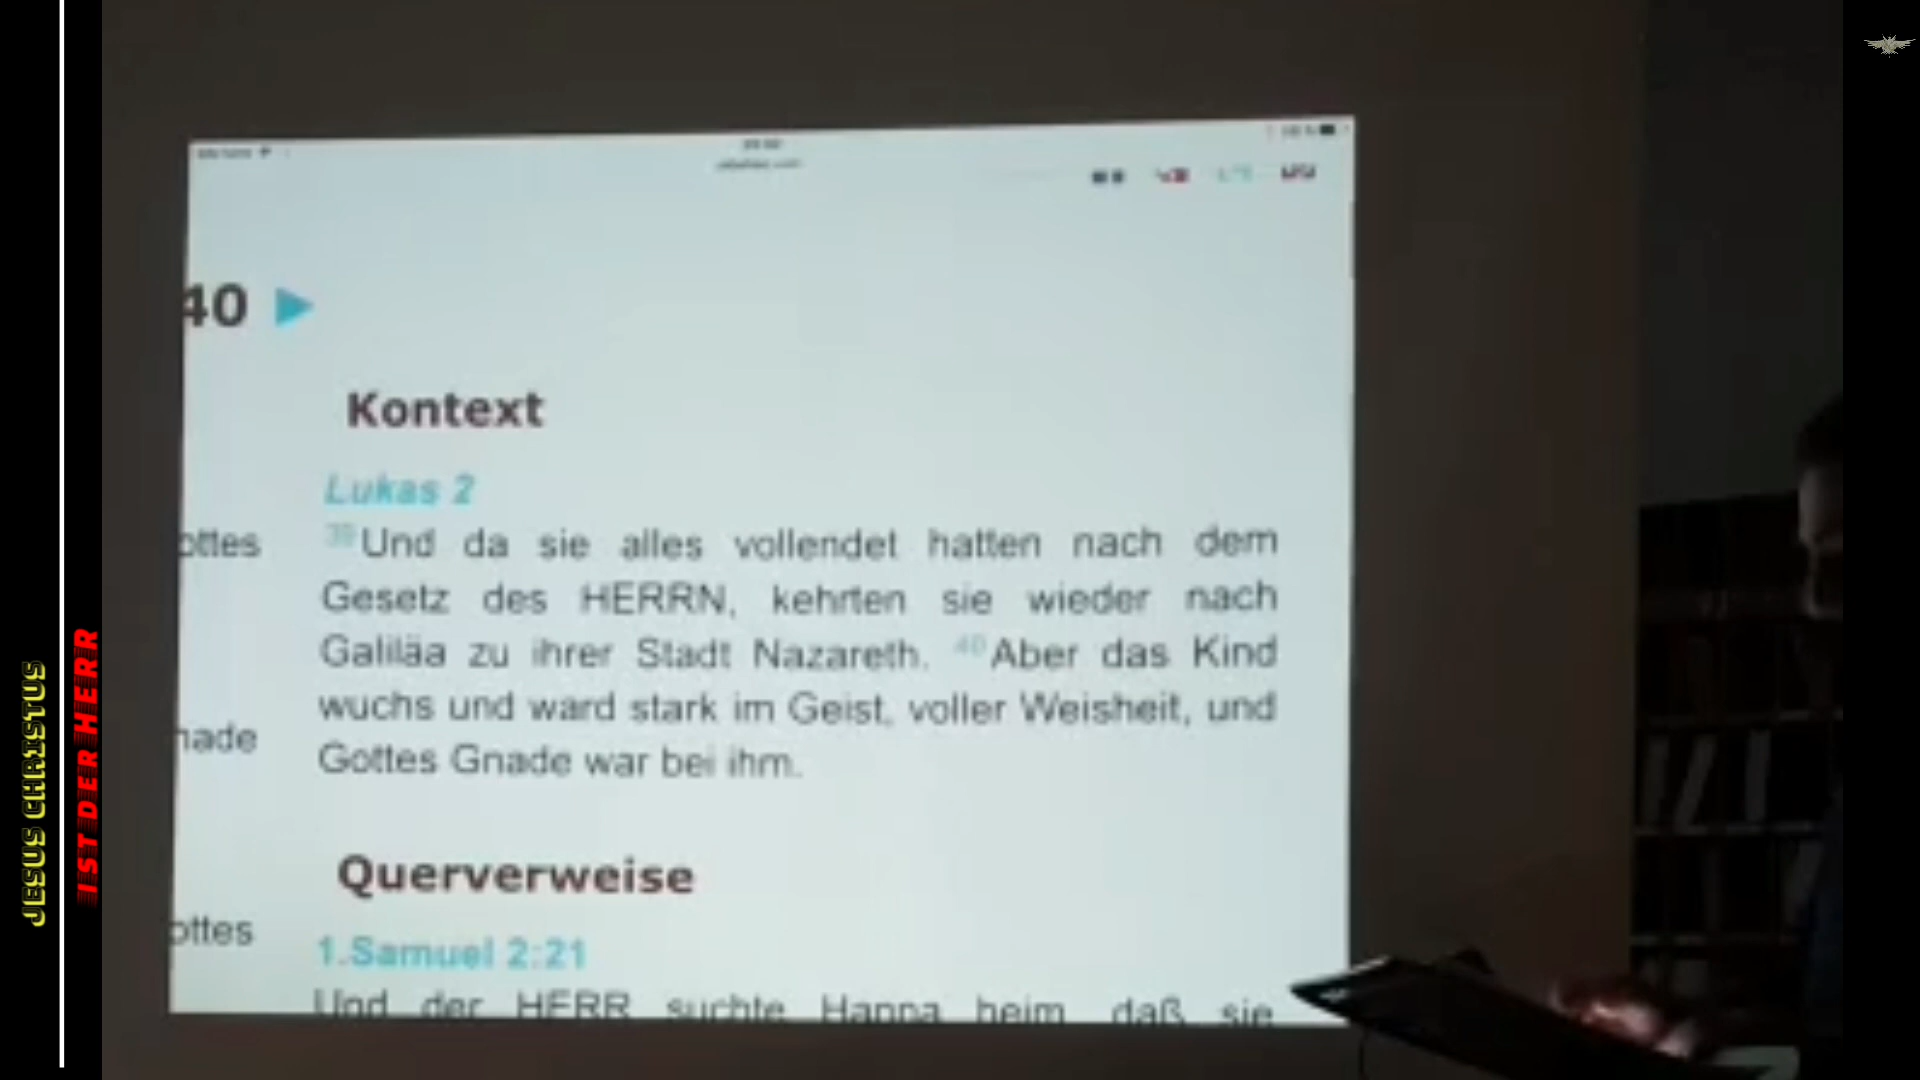 JESUS CHRISTUS
IST DER HERR
40
Kontext
Lukas 2
ottes
39 Und da sie alles vollendet hatten nach dem
Gesetz des HERRN, kehrten sie wieder nach
Galiläa zu ihrer Stadt Nazareth. 40 Aber das Kind
wuchs und ward stark im Geist, voller Weisheit, und
nade
Gottes Gnade war bei ihm.
Querverweise
ottes
1.Samuel 2:21
Und der HERR suchte Hanna heim, daß sie